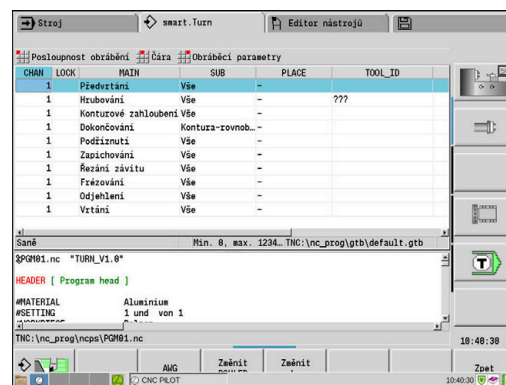 Stroj smart.Turn Editor nástrojů
Posloupnost obrábění Čára Obráběcí parametry
CHAN LOCK MAIN SUB PLACE TOOL_ID
1 Předvrtání Vše -
1 Hrubování Vše - ???
1 Konturové zahloubení Vše -
1 Dokončování Kontura-rovnob… -
1 Podříznutí Vše -
1 Zapichování Vše -
1 Řezání závitu Vše -
1 Frézování Vše -
1 Odjehlení Vše -
1 Vrtání Vše -
Saně Min. 0, max. 1234… TNC:\nc_prog\gtb\default.gtb
%PGM01.nc "TURN_V1.0"
HEADER [ Program head ]
#MATERIAL Aluminium
#SETTING 1 und von 1
TNC:\nc_prog\ncps\PGM01.nc
10:40:30
AWG Změnit Změnit Zpet
CNC PILOT 10:40:30